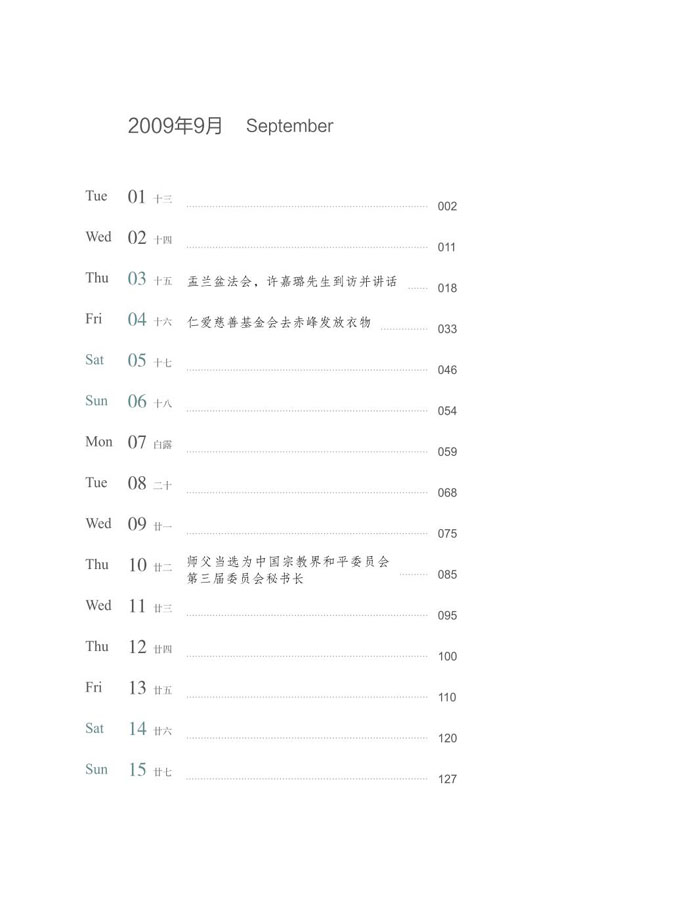 2009年9月 September
Tue 01 十三 002
Wed 02 十四 011
Thu 03 十五 盂兰盆法会，许嘉璐先生到访并讲话 018
Fri 04 十六 仁爱慈善基金会去赤峰发放衣物 033
Sat 05 十七 046
Sun 06 十八 054
Mon 07 白露 059
Tue 08 二十 068
Wed 09 廿一 075
Thu 10 廿二 师父当选为中国宗教界和平委员会
第三届委员会秘书长 085
Wed 11 廿三 095
Thu 12 廿四 100
Fri 13 廿五 110
Sat 14 廿六 120
Sun 15 廿七 127